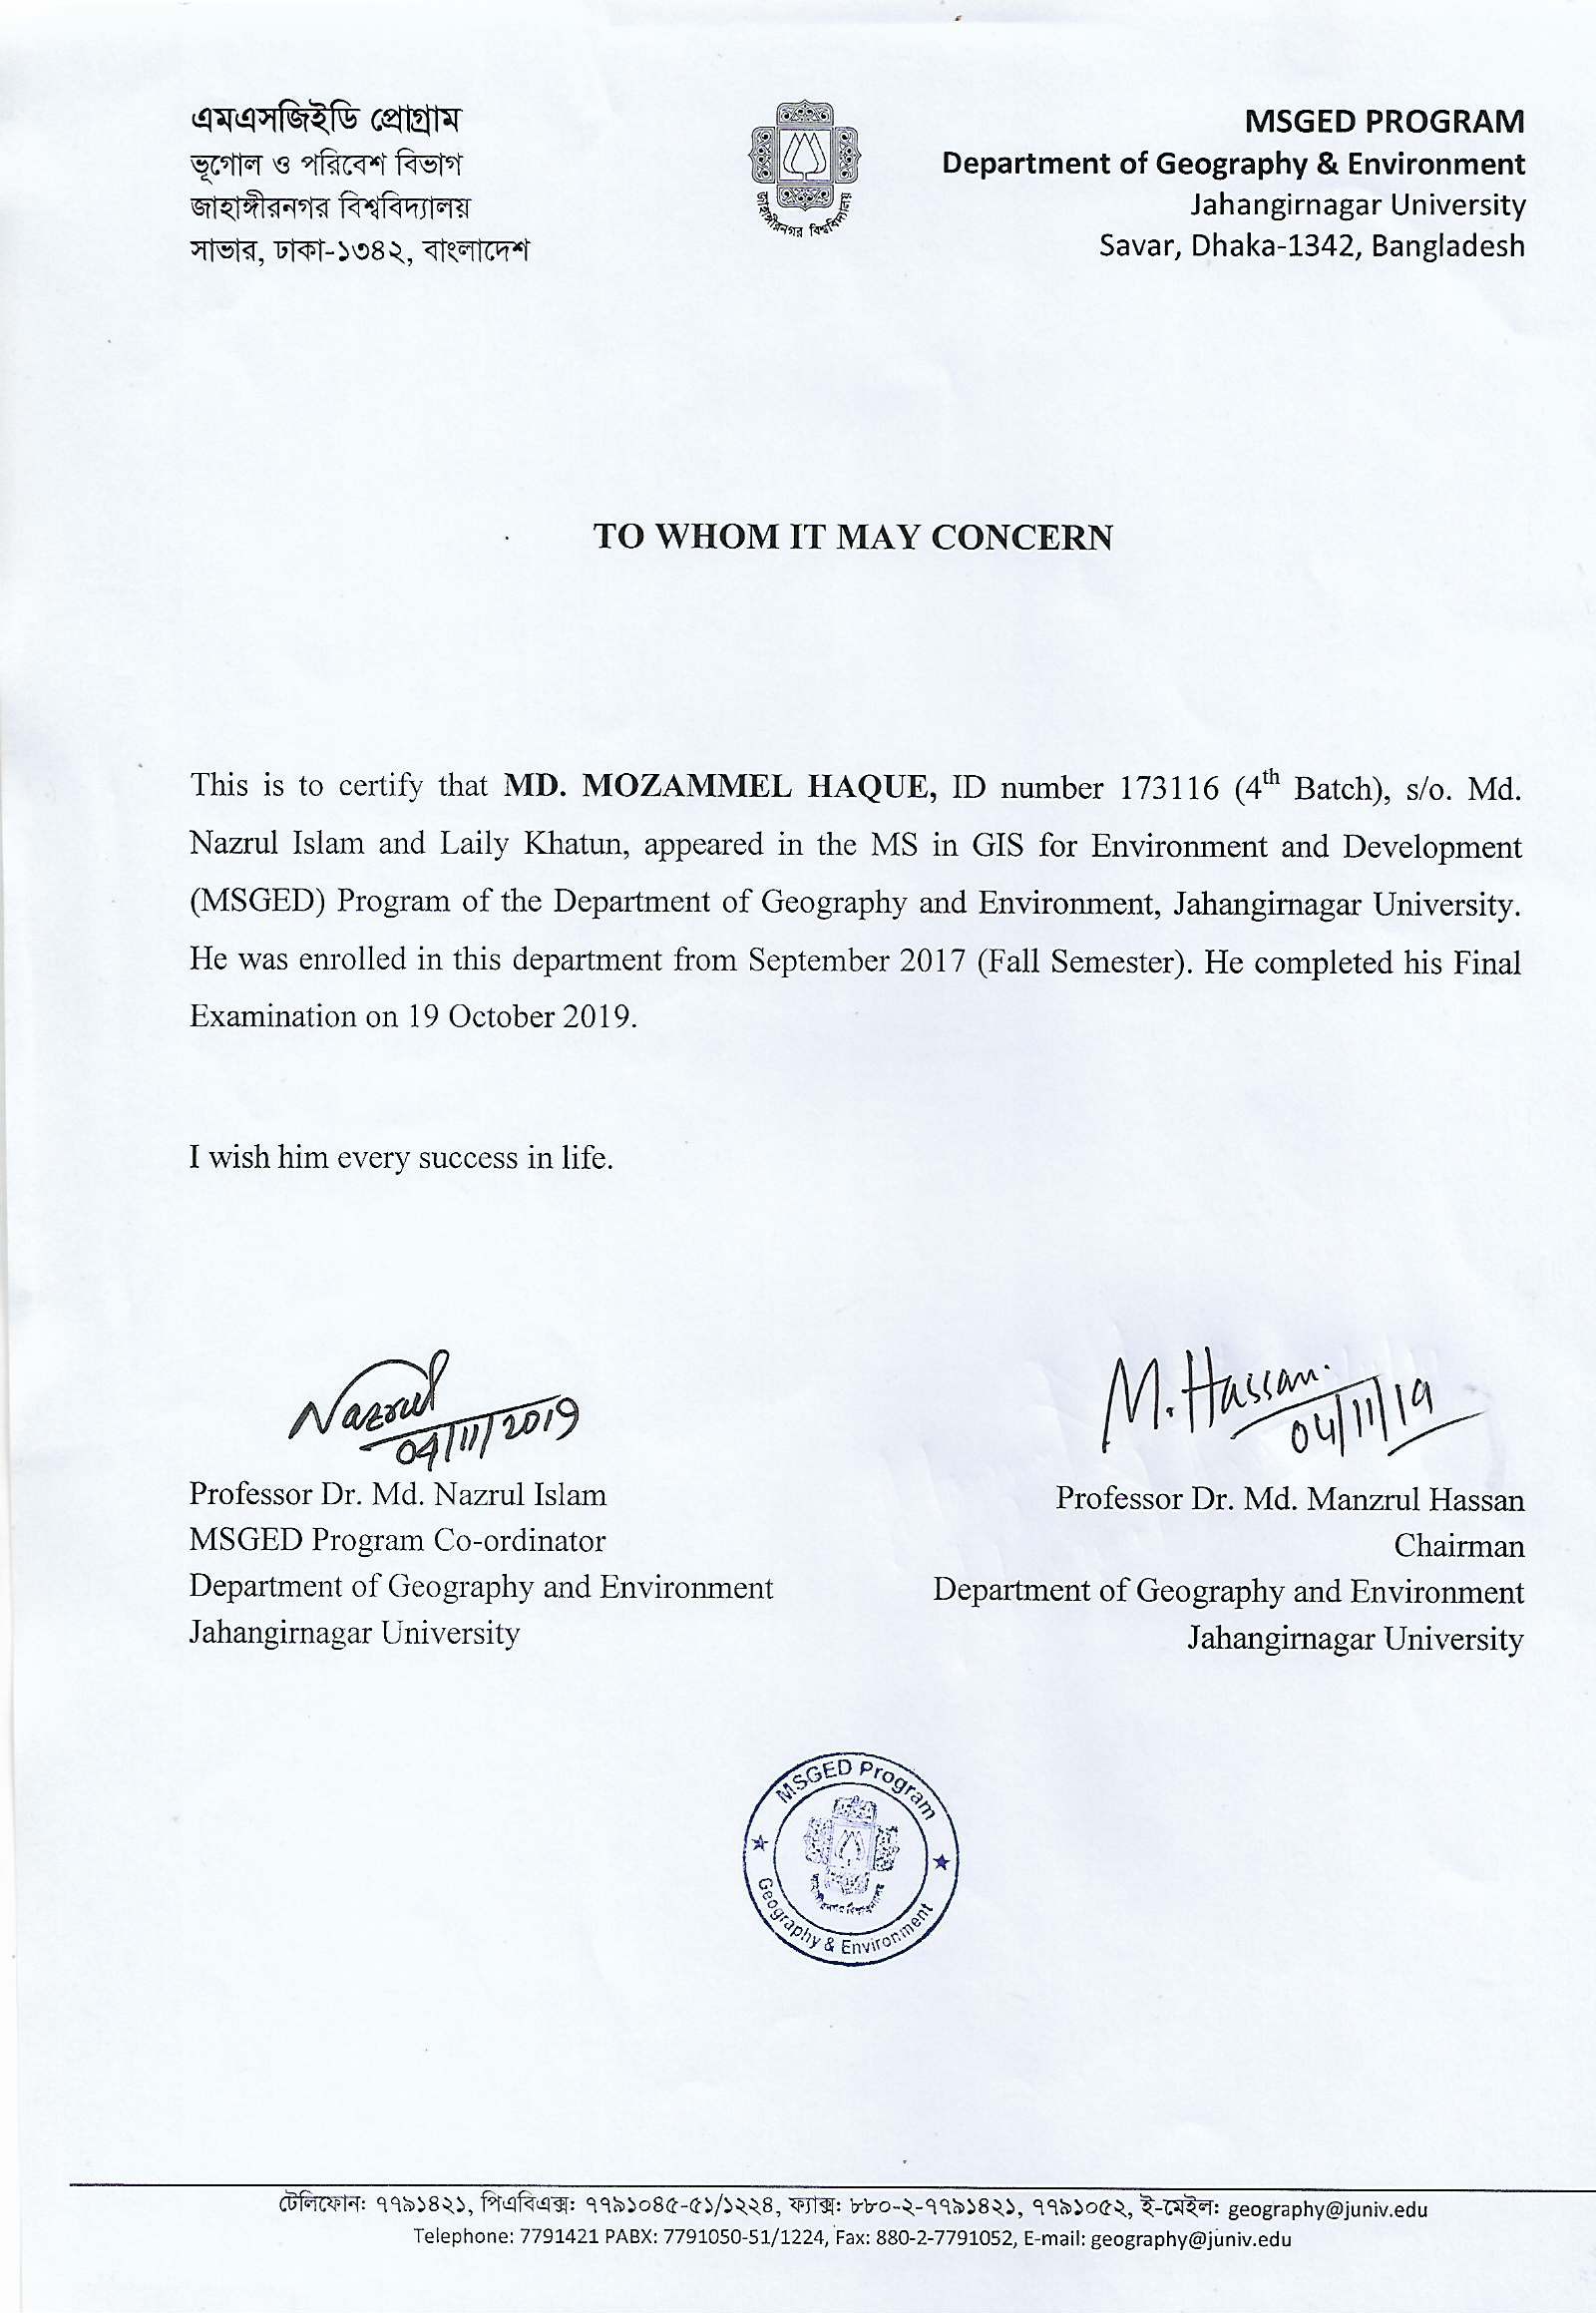 এমএসজিইডি প্রোগ্রাম
ভূগোল ও পরিবেশ বিভাগ
জাহাঙ্গীরনগর বিশ্ববিদ্যালয়
সাভার, ঢাকা-১৩৪২, বাংলাদেশ
জাহাঙ্গীরনগর বিশ্ববিদ্যালয়
MSGED PROGRAM
Department of Geography & Environment
Jahangirnagar University
Savar, Dhaka-1342, Bangladesh
TO WHOM IT MAY CONCERN
This is to certify that MD. MOZAMMEL HAQUE, ID number 173116 (4th Batch), s/o. Md.
Nazrul Islam and Laily Khatun, appeared in the MS in GIS for Environment and Development
(MSGED) Program of the Department of Geography and Environment, Jahangirnagar University.
He was enrolled in this department from September 2017 (Fall Semester). He completed his Final
Examination on 19 October 2019.
I wish him every success in life.
Nazrul
04/11/2019
Professor Dr. Md. Nazrul Islam
MSGED Program Co-ordinator
Department of Geography and Environment
Jahangirnagar University
M. Hassan.
04/11/19
Professor Dr. Md. Manzrul Hassan
Chairman
Department of Geography and Environment
Jahangirnagar University
MSGED Program
Geography & Environment
টেলিফোন: ৭৭৯১৪২১, পিএবিএক্স: ৭৭৯১০৪৫-৫১/১২২৪, ফ্যাক্স: ৮৮০-২-৭৭৯১৪২১, ৭৭৯১০৫২, ই-মেইল: geography@juniv.edu
Telephone: 7791421 PABX: 7791050-51/1224, Fax: 880-2-7791052, E-mail: geography@juniv.edu